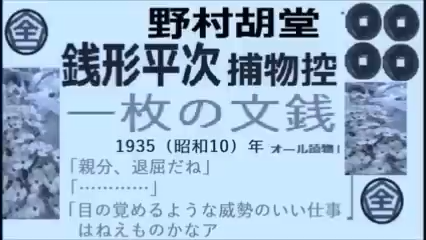 野村胡堂
銭形平次 捕物控
一枚の文銭
1935（昭和10）年 オール讀物
「親分、退屈だね」
「…………」
「目の覚めるような威勢のいい仕事
はねえものかなア」